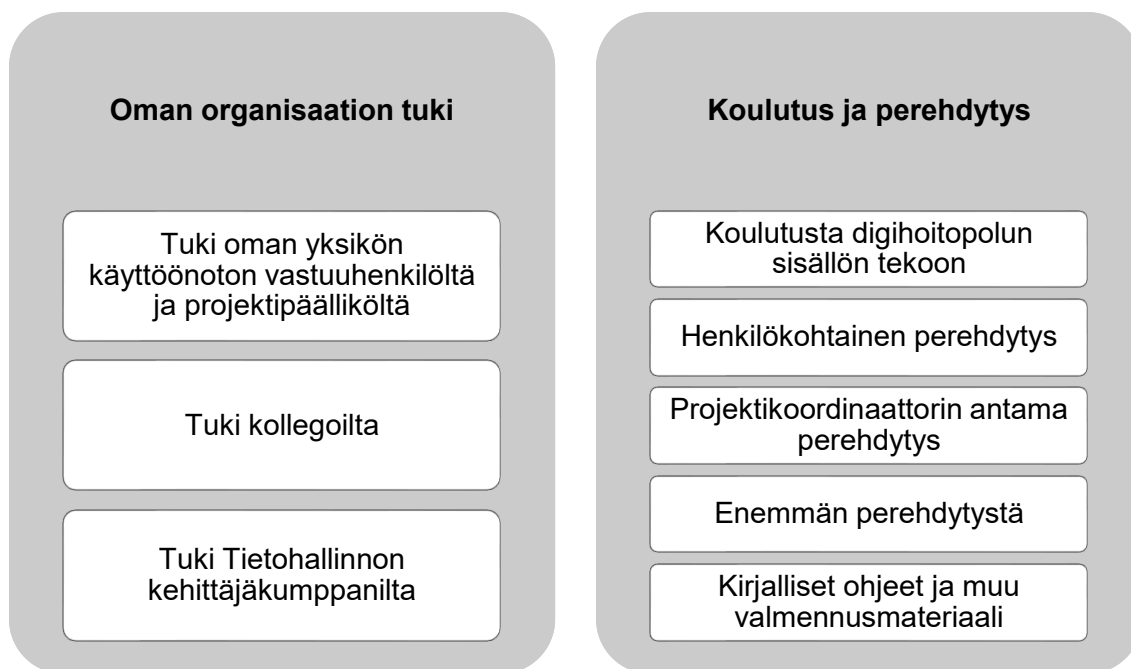 Oman organisaation tuki
Tuki oman yksikön
käyttöönoton vastuuhenkilöltä
ja projektipäälliköltä
Tuki kollegoilta
Tuki Tietohallinnon
kehittäjäkumppanilta
Koulutus ja perehdytys
Koulutusta digihoitopolun
sisällön tekoon
Henkilökohtainen perehdytys
Projektikoordinaattorin antama
perehdytys
Enemmän perehdytystä
Kirjalliset ohjeet ja muu
valmennusmateriaali